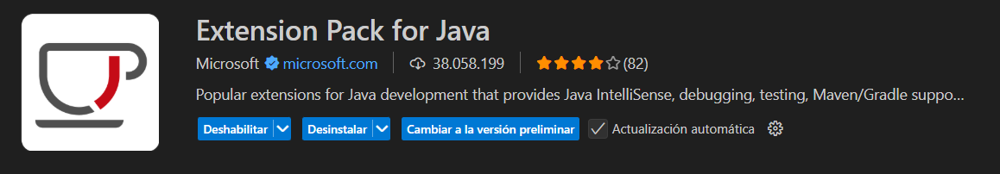 Extension Pack for Java
Microsoft microsoft.com 38.058.199 (82)
Popular extensions for Java development that provides Java IntelliSense, debugging, testing, Maven/Gradle suppo...
Deshabilitar Desinstalar Cambiar a la versión preliminar Actualización automática